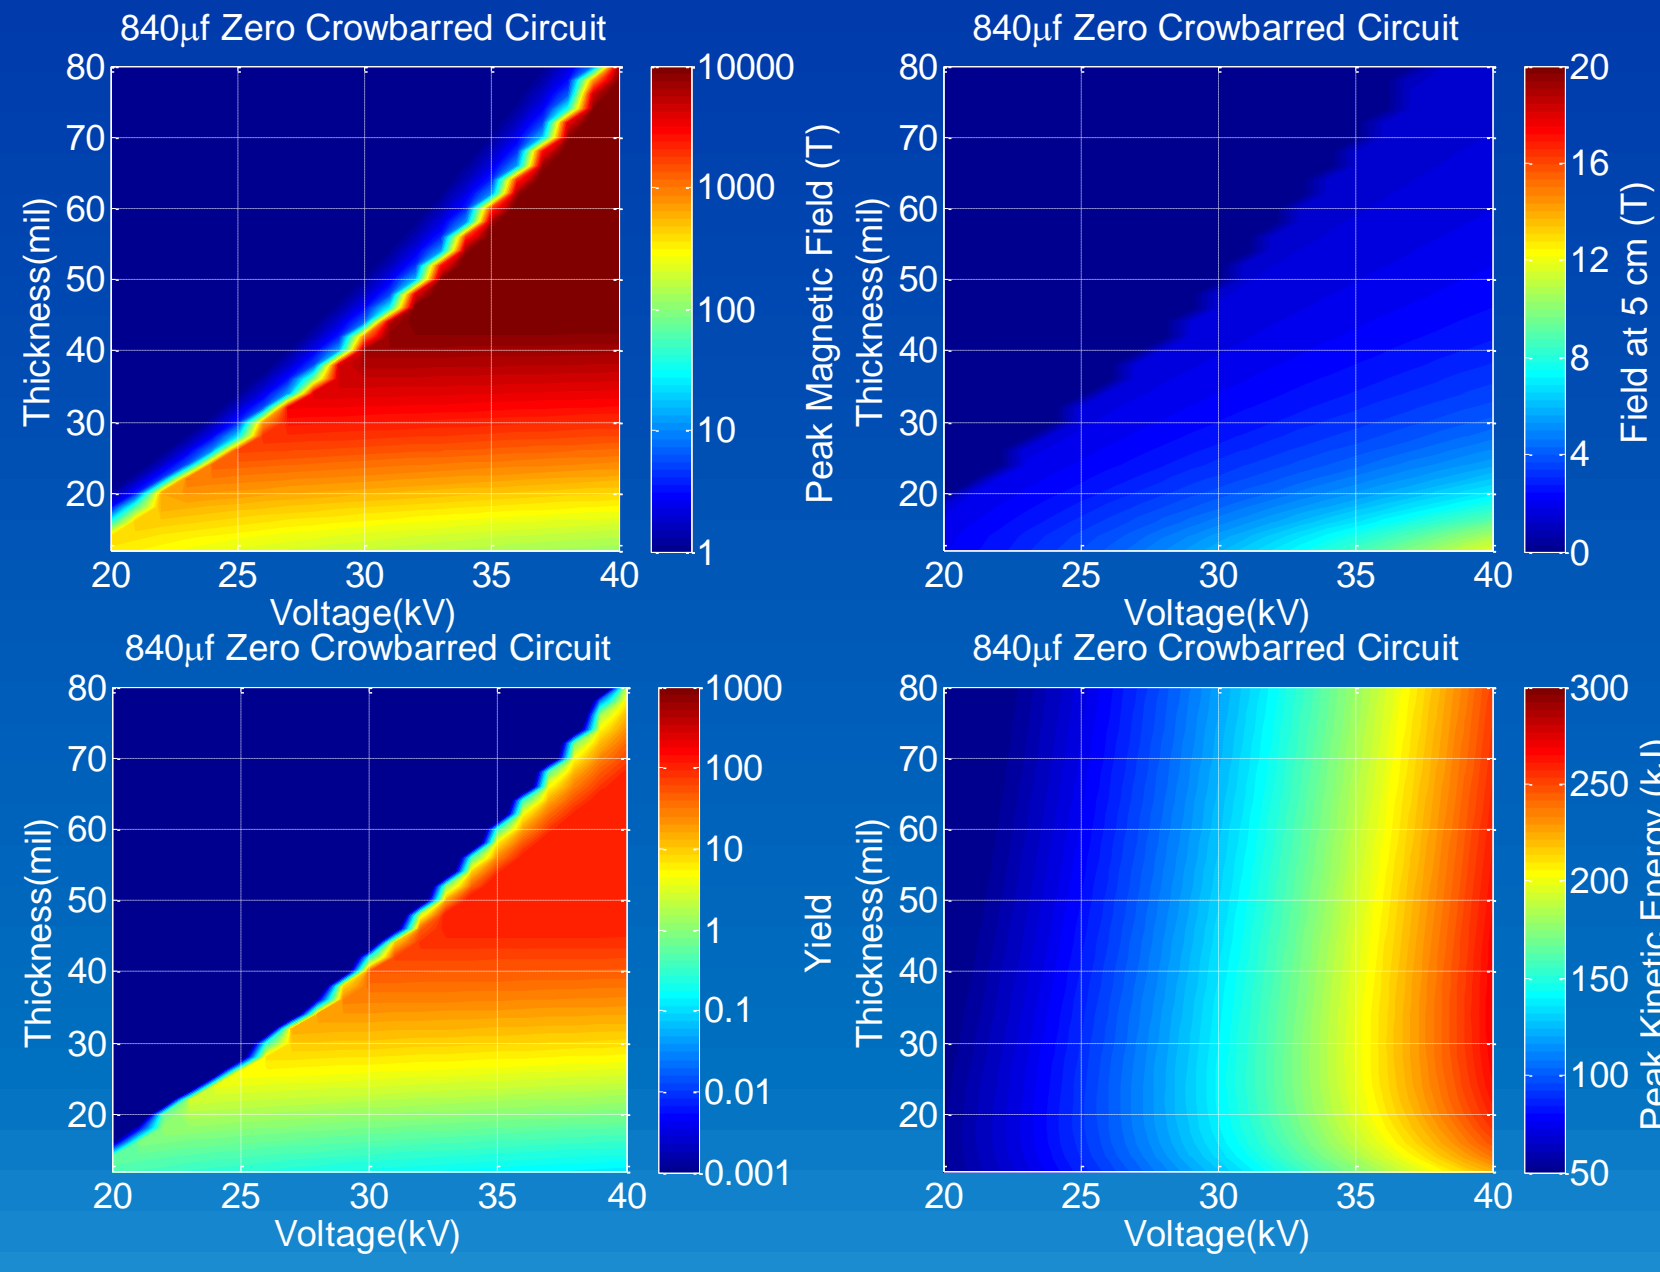 840μf Zero Crowbarred Circuit
80
70
60
50
40
30
20
Thickness(mil)
20 25 30 35 40
Voltage(kV)
10000
1000
100
10
1
Peak Magnetic Field (T)
840μf Zero Crowbarred Circuit
80
70
60
50
40
30
20
Thickness(mil)
20 25 30 35 40
Voltage(kV)
20
16
12
8
4
0
Field at 5 cm (T)
840μf Zero Crowbarred Circuit
80
70
60
50
40
30
20
Thickness(mil)
20 25 30 35 40
Voltage(kV)
1000
100
10
1
0.1
0.01
0.001
Yield
840μf Zero Crowbarred Circuit
80
70
60
50
40
30
20
Thickness(mil)
20 25 30 35 40
Voltage(kV)
300
250
200
150
100
50
Peak Kinetic Energy (kJ)